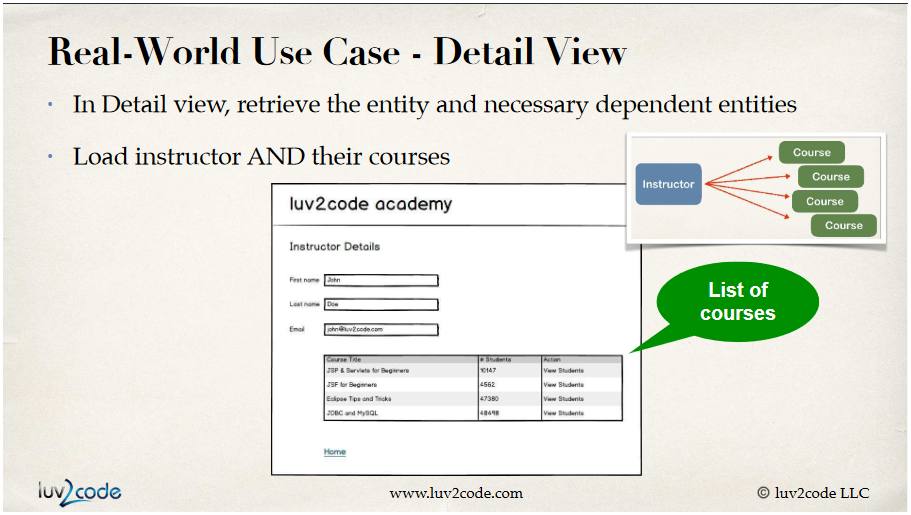 Real-World Use Case - Detail View
• In Detail view, retrieve the entity and necessary dependent entities
• Load instructor AND their courses
Instructor
Course
Course
Course
Course
luv2code academy
Instructor Details
First name John
Last name Doe
Email john@luv2code.com
List of
courses
Course Title # Students Action
JSP & Servlets for Beginners 10147 View Students
JSF for Beginners 4562 View Students
Eclipse Tips and Tricks 47380 View Students
JDBC and MySQL 48498 View Students
Home
luv2code
www.luv2code.com
© luv2code LLC